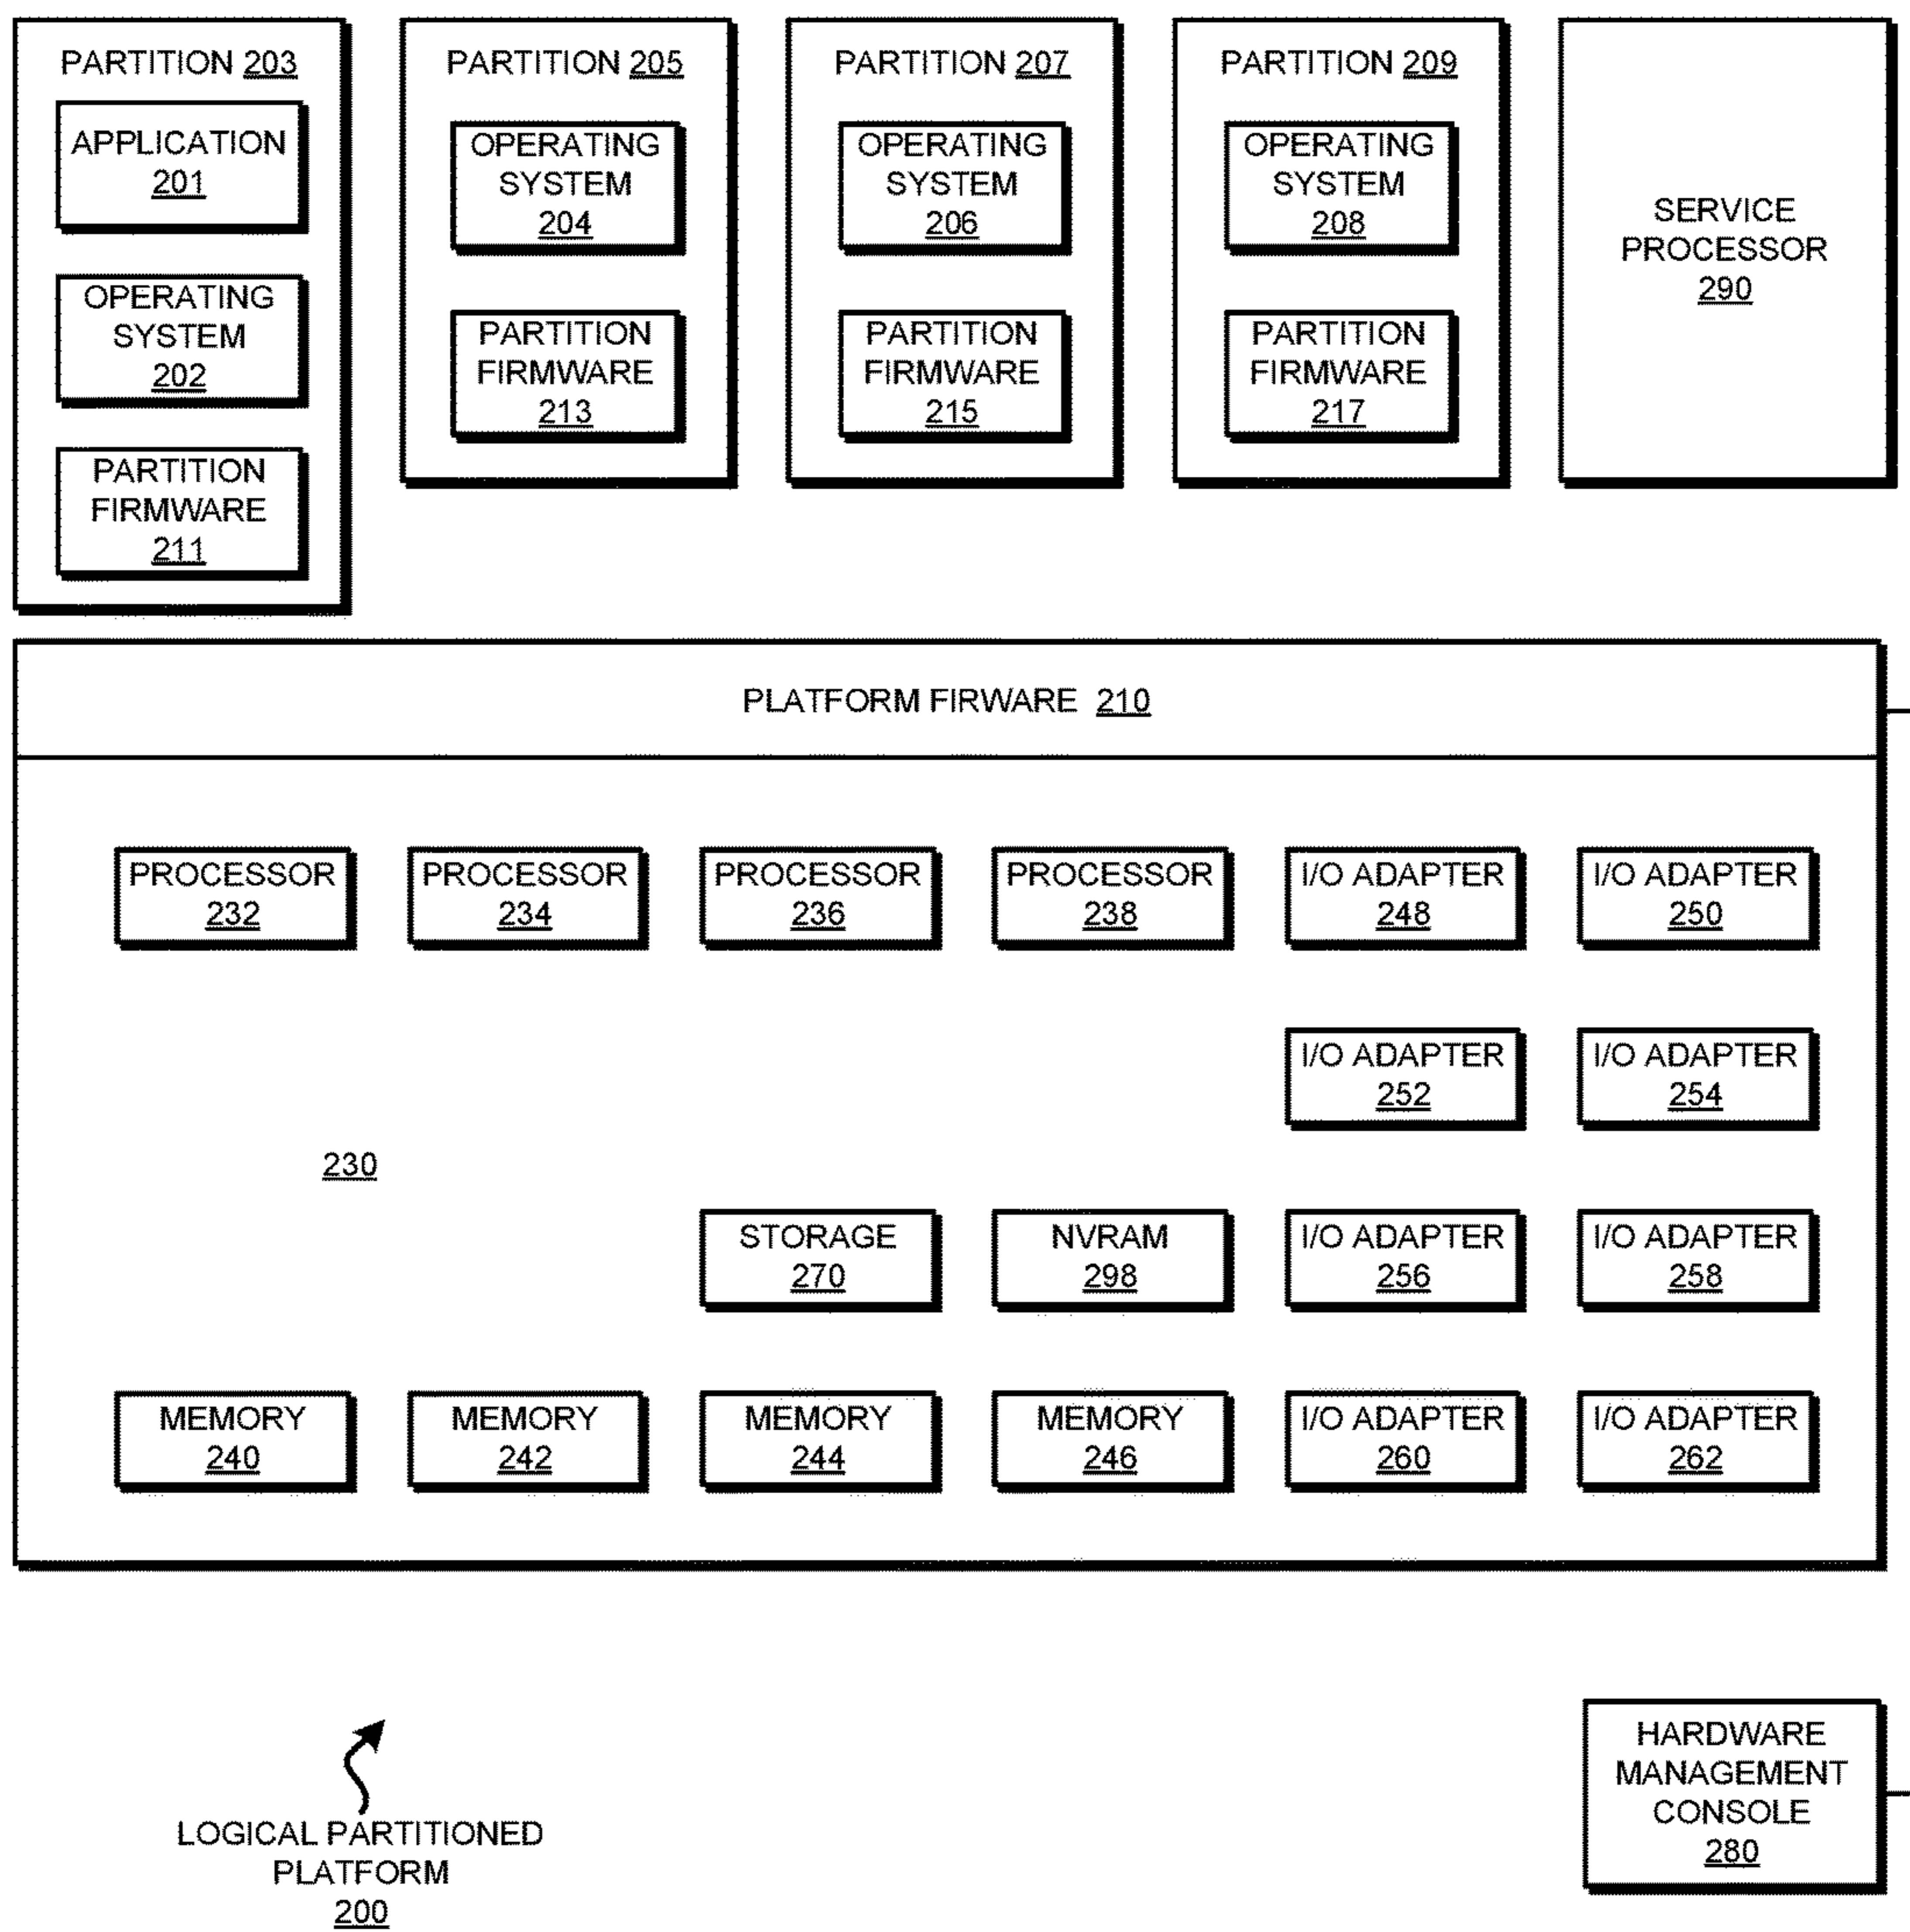 PARTITION 203
APPLICATION
201
OPERATING
SYSTEM
202
PARTITION
FIRMWARE
211
PARTITION 205
OPERATING
SYSTEM
204
PARTITION
FIRMWARE
213
PARTITION 207
OPERATING
SYSTEM
206
PARTITION
FIRMWARE
215
PARTITION 209
OPERATING
SYSTEM
208
PARTITION
FIRMWARE
217
SERVICE
PROCESSOR
290
PLATFORM FIRWARE 210
PROCESSOR
232
PROCESSOR
234
PROCESSOR
236
PROCESSOR
238
I/O ADAPTER
248
I/O ADAPTER
250
I/O ADAPTER
252
I/O ADAPTER
254
230
STORAGE
270
NVRAM
298
I/O ADAPTER
256
I/O ADAPTER
258
MEMORY
240
MEMORY
242
MEMORY
244
MEMORY
246
I/O ADAPTER
260
I/O ADAPTER
262
LOGICAL PARTITIONED
PLATFORM
200
HARDWARE
MANAGEMENT
CONSOLE
280